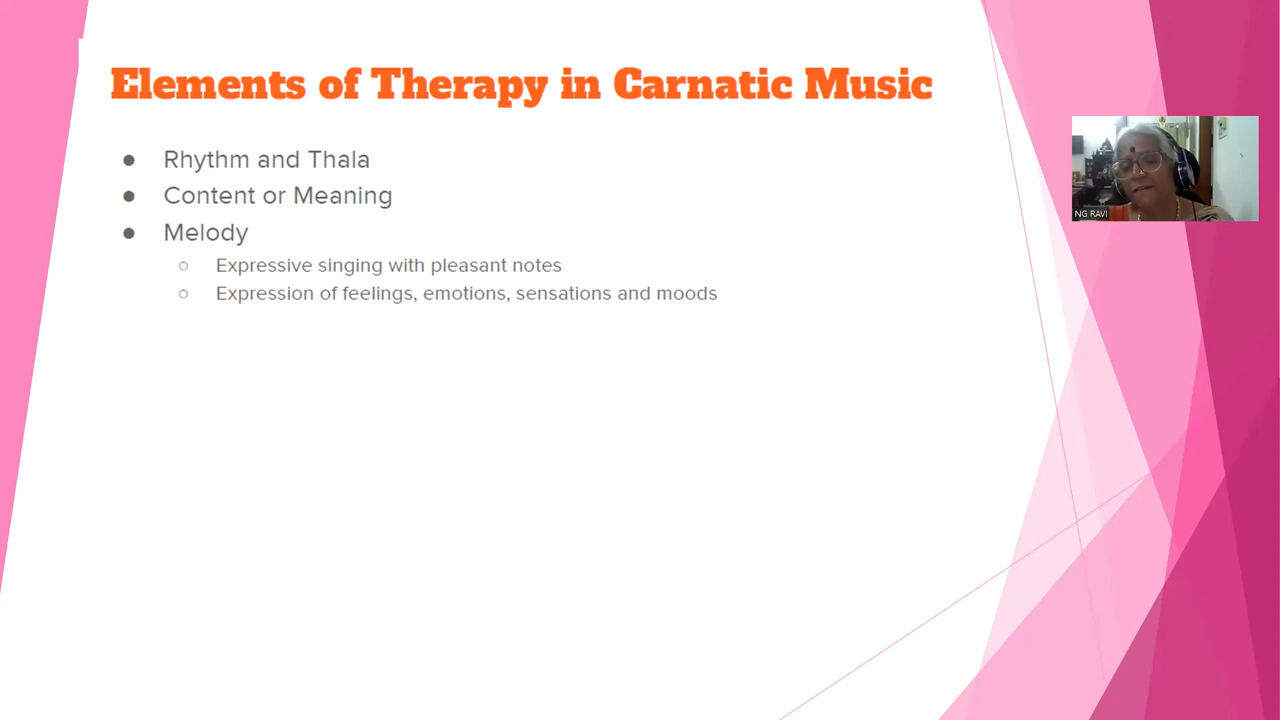 Elements of Therapy in Carnatic Music
● Rhythm and Thala
● Content or Meaning
● Melody
○ Expressive singing with pleasant notes
○ Expression of feelings, emotions, sensations and moods
NG RAVI